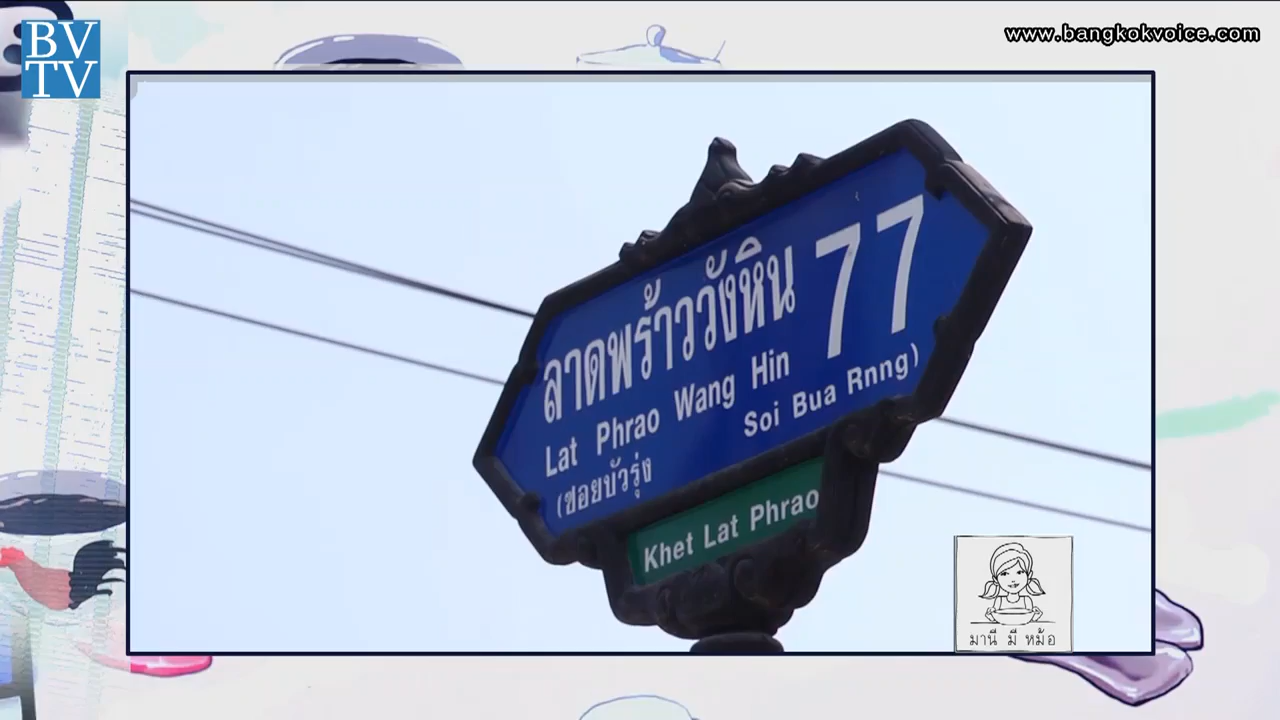 BV
TV
www.bangkokvoice.com
ลาดพร้าววังหิน 77
Lat Phrao Wang Hin
(ซอยบัวรุ่ง Soi Bua Rnng)
Khet Lat Phrao
มานี มี หม้อ